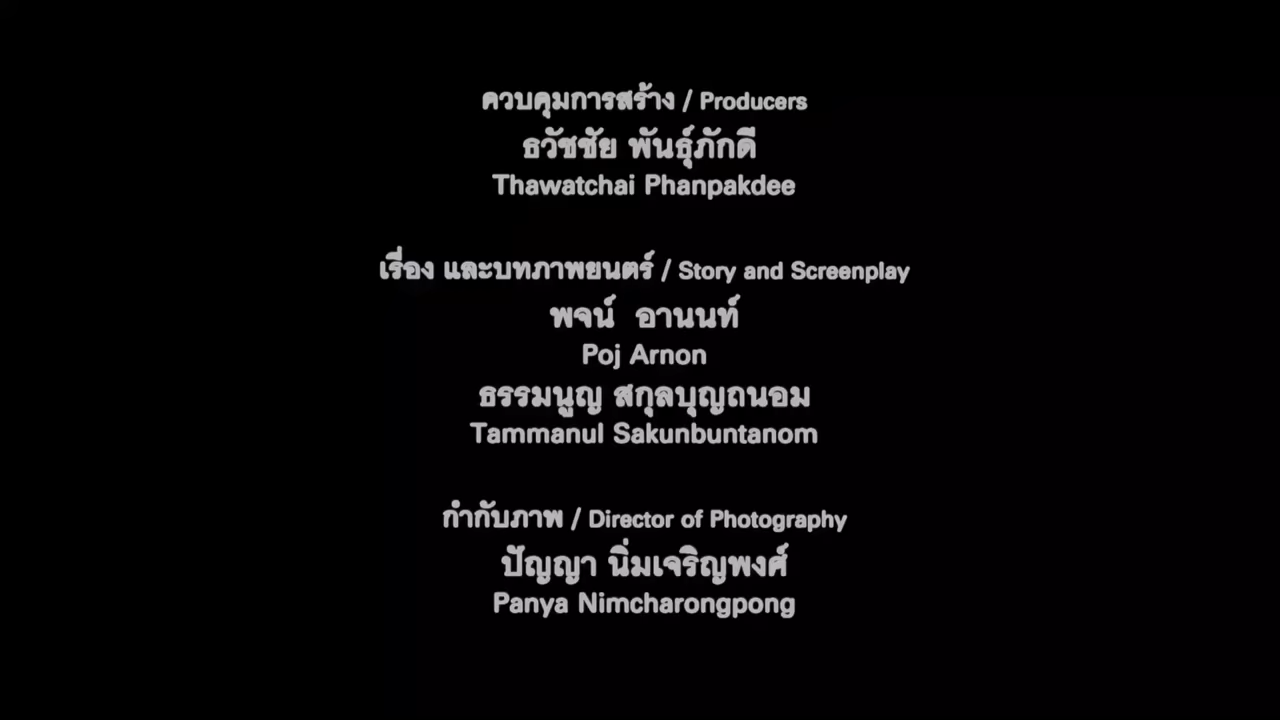 ควบคุมการสร้าง / Producers
ธวัชชัย พันธุ์ภักดี
Thawatchai Phanpakdee
เรื่อง และบทภาพยนตร์ / Story and Screenplay
พจน์ อานนท์
Poj Arnon
ธรรมนูญ สกุลบุญถนอม
Tammanul Sakunbuntanom
กำกับภาพ / Director of Photography
ปัญญา นิ่มเจริญพงศ์
Panya Nimcharongpong